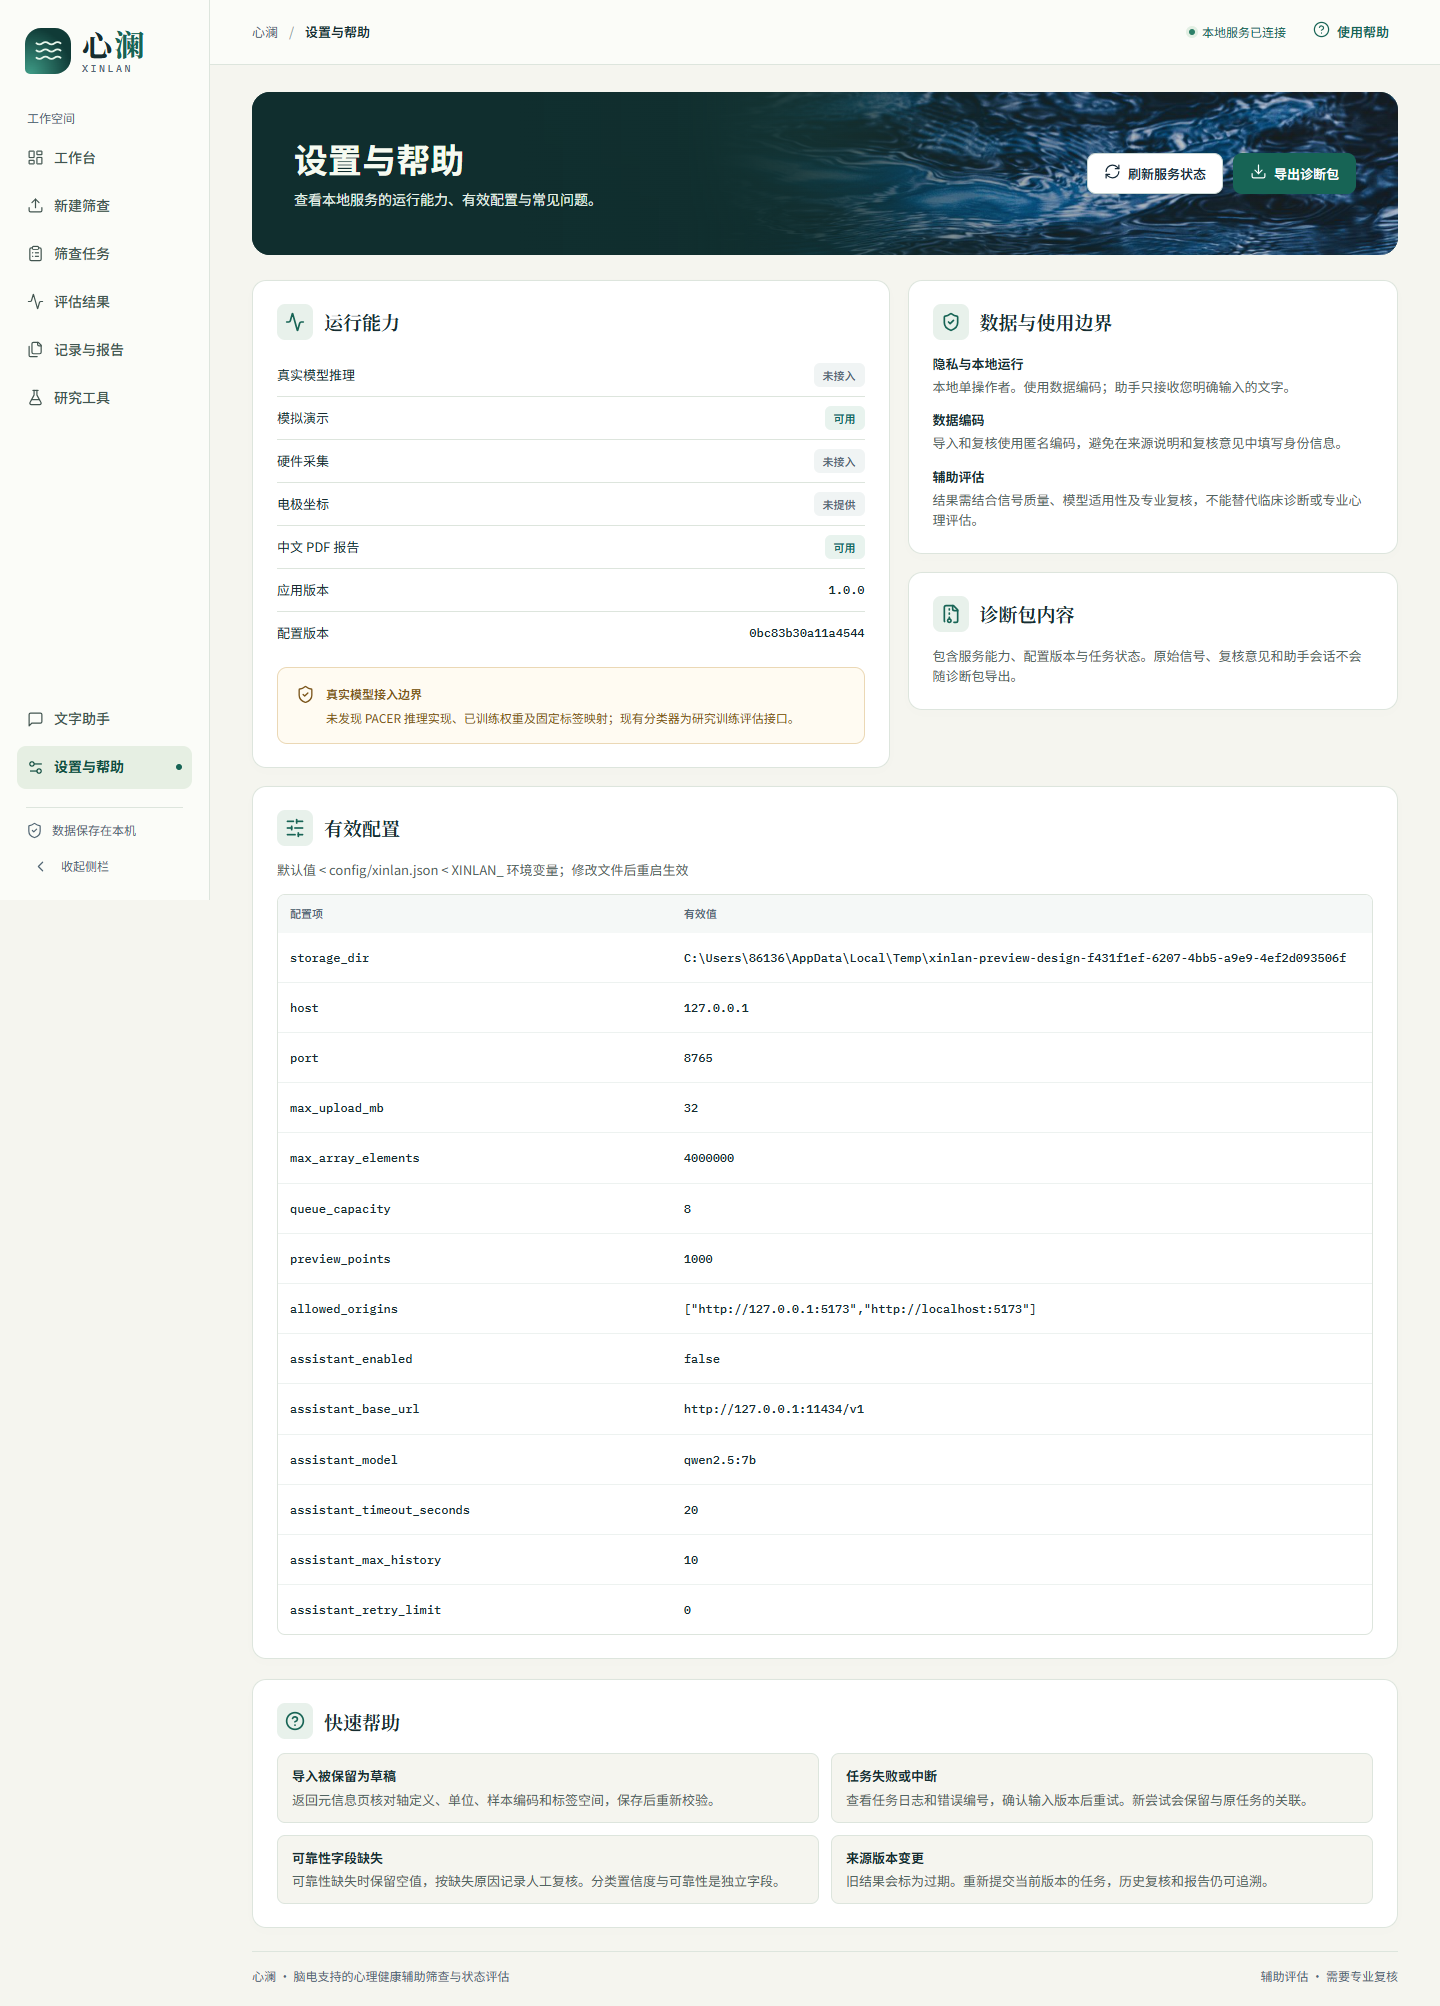 心澜
XINLAN
工作空间
工作台
新建筛查
筛查任务
评估结果
记录与报告
研究工具
文字助手
设置与帮助
数据保存在本机
收起侧栏
心澜 / 设置与帮助
本地服务已连接
使用帮助
设置与帮助
查看本地服务的运行能力、有效配置与常见问题。
刷新服务状态
导出诊断包
运行能力
真实模型推理 未接入
模拟演示 可用
硬件采集 未接入
电极坐标 未提供
中文 PDF 报告 可用
应用版本 1.0.0
配置版本 0bc83b30a11a4544
真实模型接入边界
未发现 PACER 推理实现、已训练权重及固定标签映射；现有分类器为研究训练评估接口。
数据与使用边界
隐私与本地运行
本地单操作者。使用数据编码；助手只接收您明确输入的文字。
数据编码
导入和复核使用匿名编码，避免在来源说明和复核意见中填写身份信息。
辅助评估
结果需结合信号质量、模型适用性及专业复核，不能替代临床诊断或专业心
理评估。
诊断包内容
包含服务能力、配置版本与任务状态。原始信号、复核意见和助手会话不会
随诊断包导出。
有效配置
默认值 < config/xinlan.json < XINLAN_ 环境变量；修改文件后重启生效
配置项 有效值
storage_dir C:\Users\86136\AppData\Local\Temp\xinlan-preview-design-f431f1ef-6207-4bb5-a9e9-4ef2d093506f
host 127.0.0.1
port 8765
max_upload_mb 32
max_array_elements 4000000
queue_capacity 8
preview_points 1000
allowed_origins ["http://127.0.0.1:5173","http://localhost:5173"]
assistant_enabled false
assistant_base_url http://127.0.0.1:11434/v1
assistant_model qwen2.5:7b
assistant_timeout_seconds 20
assistant_max_history 10
assistant_retry_limit 0
快速帮助
导入被保留为草稿
返回元信息页核对轴定义、单位、样本编码和标签空间，保存后重新校验。
任务失败或中断
查看任务日志和错误编号，确认输入版本后重试。新尝试会保留与原任务的关联。
可靠性字段缺失
可靠性缺失时保留空值，按缺失原因记录人工复核。分类置信度与可靠性是独立字段。
来源版本变更
旧结果会标为过期。重新提交当前版本的任务，历史复核和报告仍可追溯。
心澜 · 脑电支持的心理健康辅助筛查与状态评估
辅助评估 · 需要专业复核